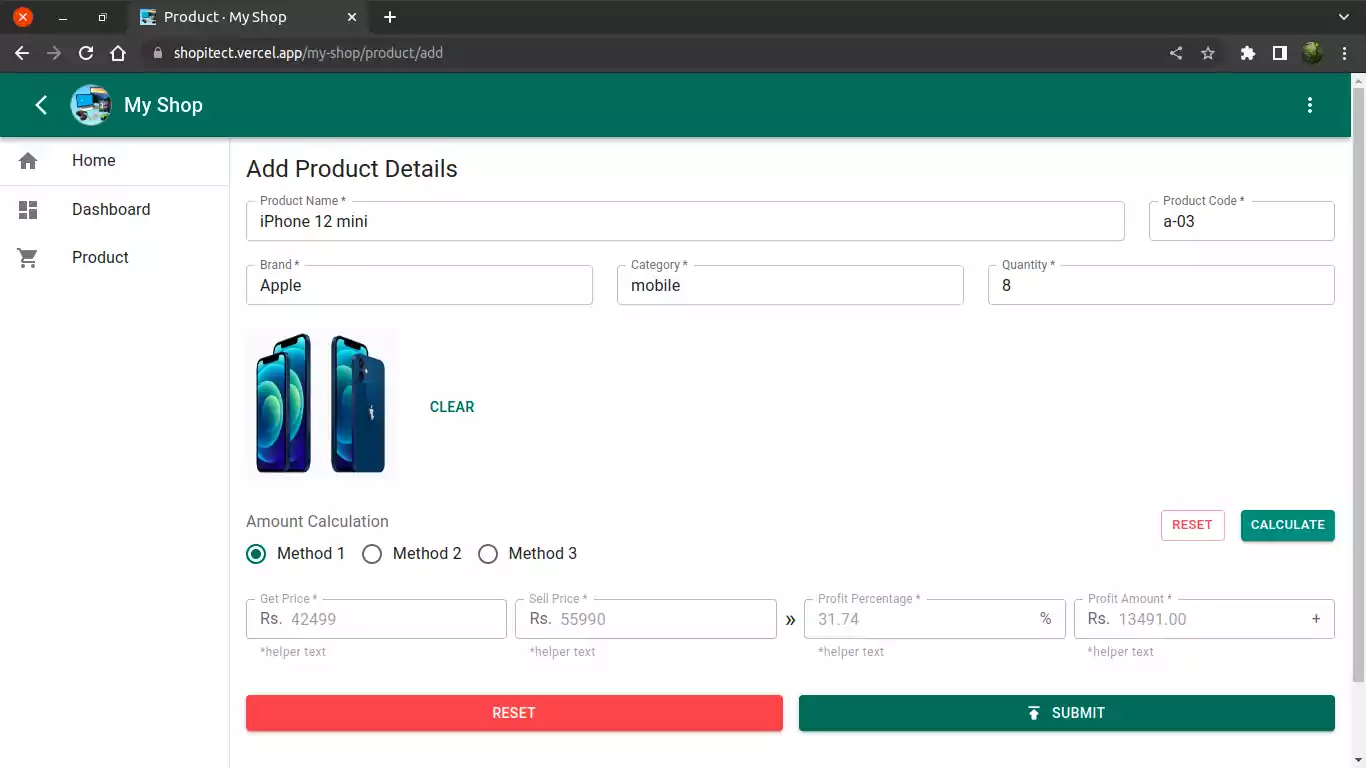 Product · My Shop
shopitect.vercel.app/my-shop/product/add
My Shop
Home
Dashboard
Product
Add Product Details
Product Name *
iPhone 12 mini
Product Code *
a-03
Brand *
Apple
Category *
mobile
Quantity *
8
CLEAR
Amount Calculation
RESET
CALCULATE
Method 1
Method 2
Method 3
Get Price *
Rs. 42499
*helper text
Sell Price *
Rs. 55990
*helper text
»
Profit Percentage *
31.74 %
*helper text
Profit Amount *
Rs. 13491.00 +
*helper text
RESET
SUBMIT